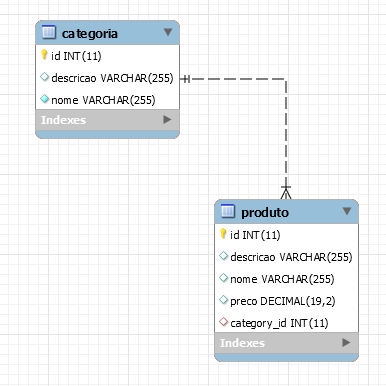 categoria
id INT(11)
descricao VARCHAR(255)
nome VARCHAR(255)
Indexes
produto
id INT(11)
descricao VARCHAR(255)
nome VARCHAR(255)
preco DECIMAL(19,2)
category_id INT(11)
Indexes